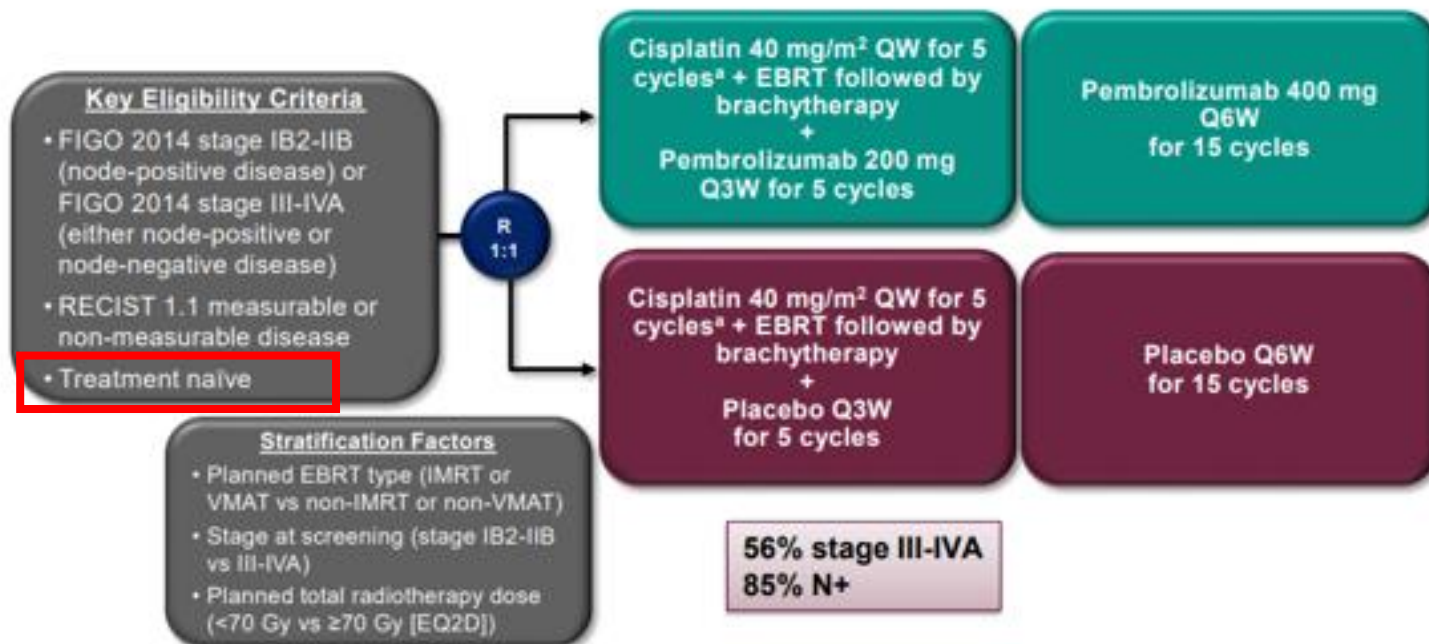 Key Eligibility Criteria
• FIGO 2014 stage IB2-IIB
(node-positive disease) or
FIGO 2014 stage III-IVA
(either node-positive or
node-negative disease)
• RECIST 1.1 measurable or
non-measurable disease
• Treatment naïve
Stratification Factors
• Planned EBRT type (IMRT or
VMAT vs non-IMRT or non-VMAT)
• Stage at screening (stage IB2-IIB
vs III-IVA)
• Planned total radiotherapy dose
(<70 Gy vs ≥70 Gy [EQ2D])
R
1:1
Cisplatin 40 mg/m² QW for 5
cyclesª + EBRT followed by
brachytherapy
+
Pembrolizumab 200 mg
Q3W for 5 cycles
Pembrolizumab 400 mg
Q6W
for 15 cycles
Cisplatin 40 mg/m² QW for 5
cyclesª + EBRT followed by
brachytherapy
+
Placebo Q3W
for 5 cycles
Placebo Q6W
for 15 cycles
56% stage III-IVA
85% N+